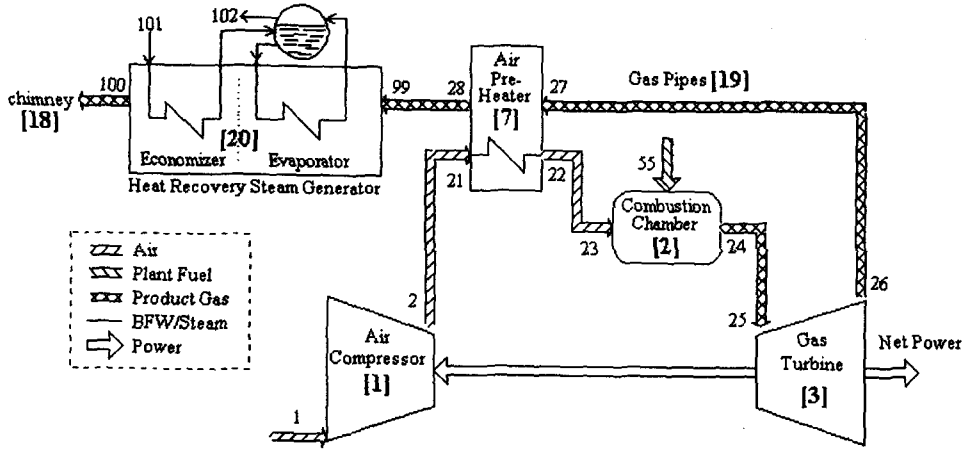 102
101
100
chimney
[18]
[20]
Economizer
Evaporator
Heat Recovery Steam Generator
99
28
Air
Pre-
Heater
[7]
27
Gas Pipes [19]
21
22
55
Combustion
Chamber
[2]
23
24
Air
Plant Fuel
Product Gas
BFW/Steam
Power
2
Air
Compressor
[1]
1
25
26
Gas
Turbine
[3]
Net Power